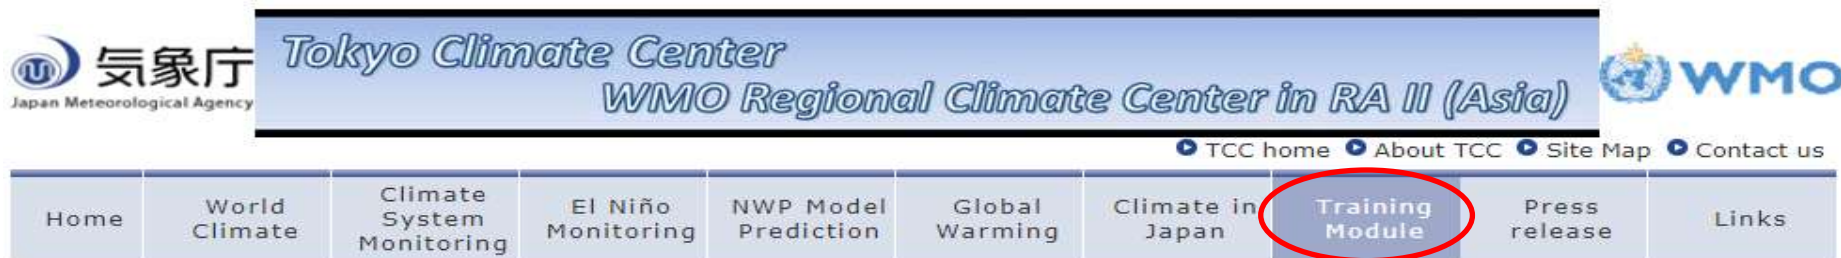 気象庁
Japan Meteorological Agency
Tokyo Climate Center
WMO Regional Climate Center in RA II (Asia)
WMO
TCC home About TCC Site Map Contact us
Home
World
Climate
Climate
System
Monitoring
El Niño
Monitoring
NWP Model
Prediction
Global
Warming
Climate in
Japan
Training
Module
Press
release
Links